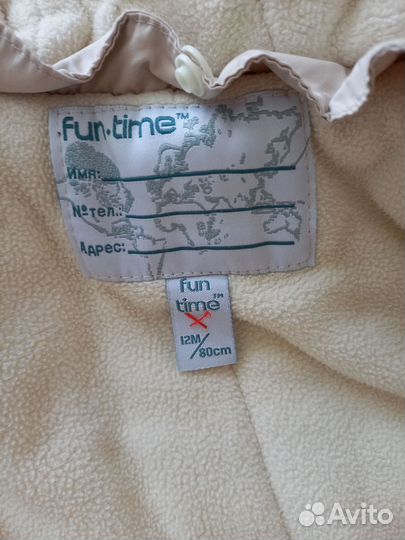 fun·time™
Имя:
№ тел.:
Адрес:
fun
time™
12M/
80cm
Avito